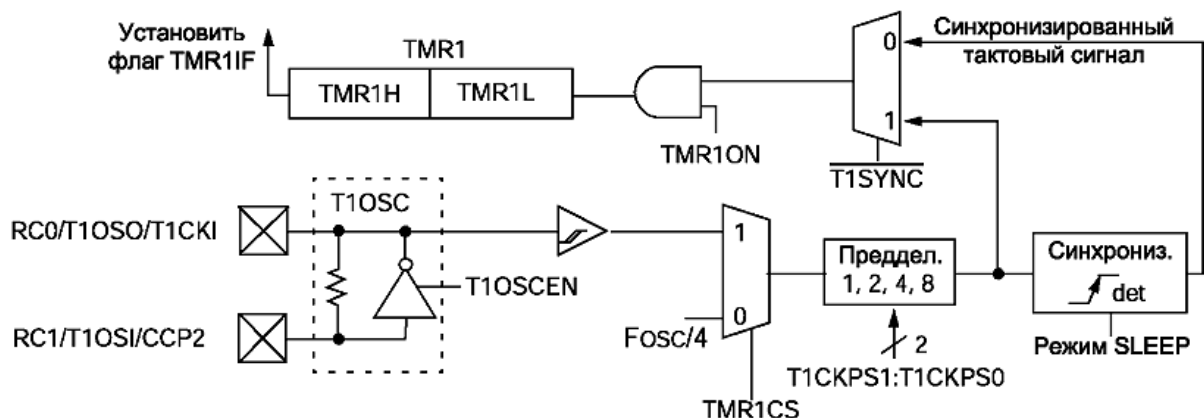 Установить
флаг TMR1IF
TMR1
TMR1H
TMR1L
TMR1ON
0
1
T1SYNC
Синхронизированный
тактовый сигнал
RC0/T1OSO/T1CKI
RC1/T1OSI/CCP2
T1OSC
T1OSCEN
1
0
Fosc/4
TMR1CS
Преддел.
1, 2, 4, 8
2
T1CKPS1:T1CKPS0
Синхрониз.
det
Режим SLEEP